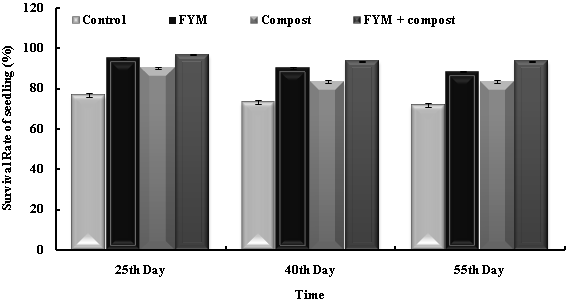 Control FYM Compost FYM + compost
Survival Rate of seedling (%)
120
100
80
60
40
20
0
25th Day 40th Day 55th Day
Time